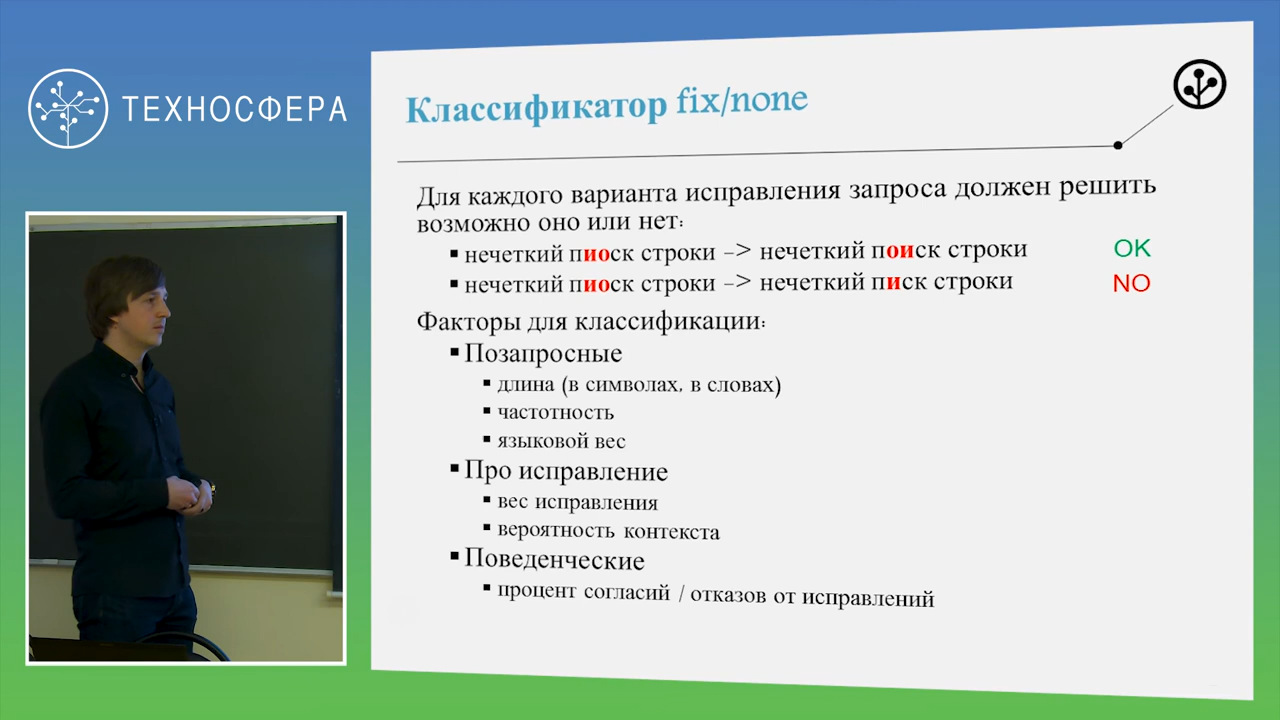 ТЕХНОСФЕРА
Классификатор fix/none
Для каждого варианта исправления запроса должен решить
возможно оно или нет:
нечеткий пиоск строки -> нечеткий поиск строки OK
нечеткий пиоск строки -> нечеткий писк строки NO
Факторы для классификации:
Позапросные
длина (в символах, в словах)
частотность
языковой вес
Про исправление
вес исправления
вероятность контекста
Поведенческие
процент согласий / отказов от исправлений